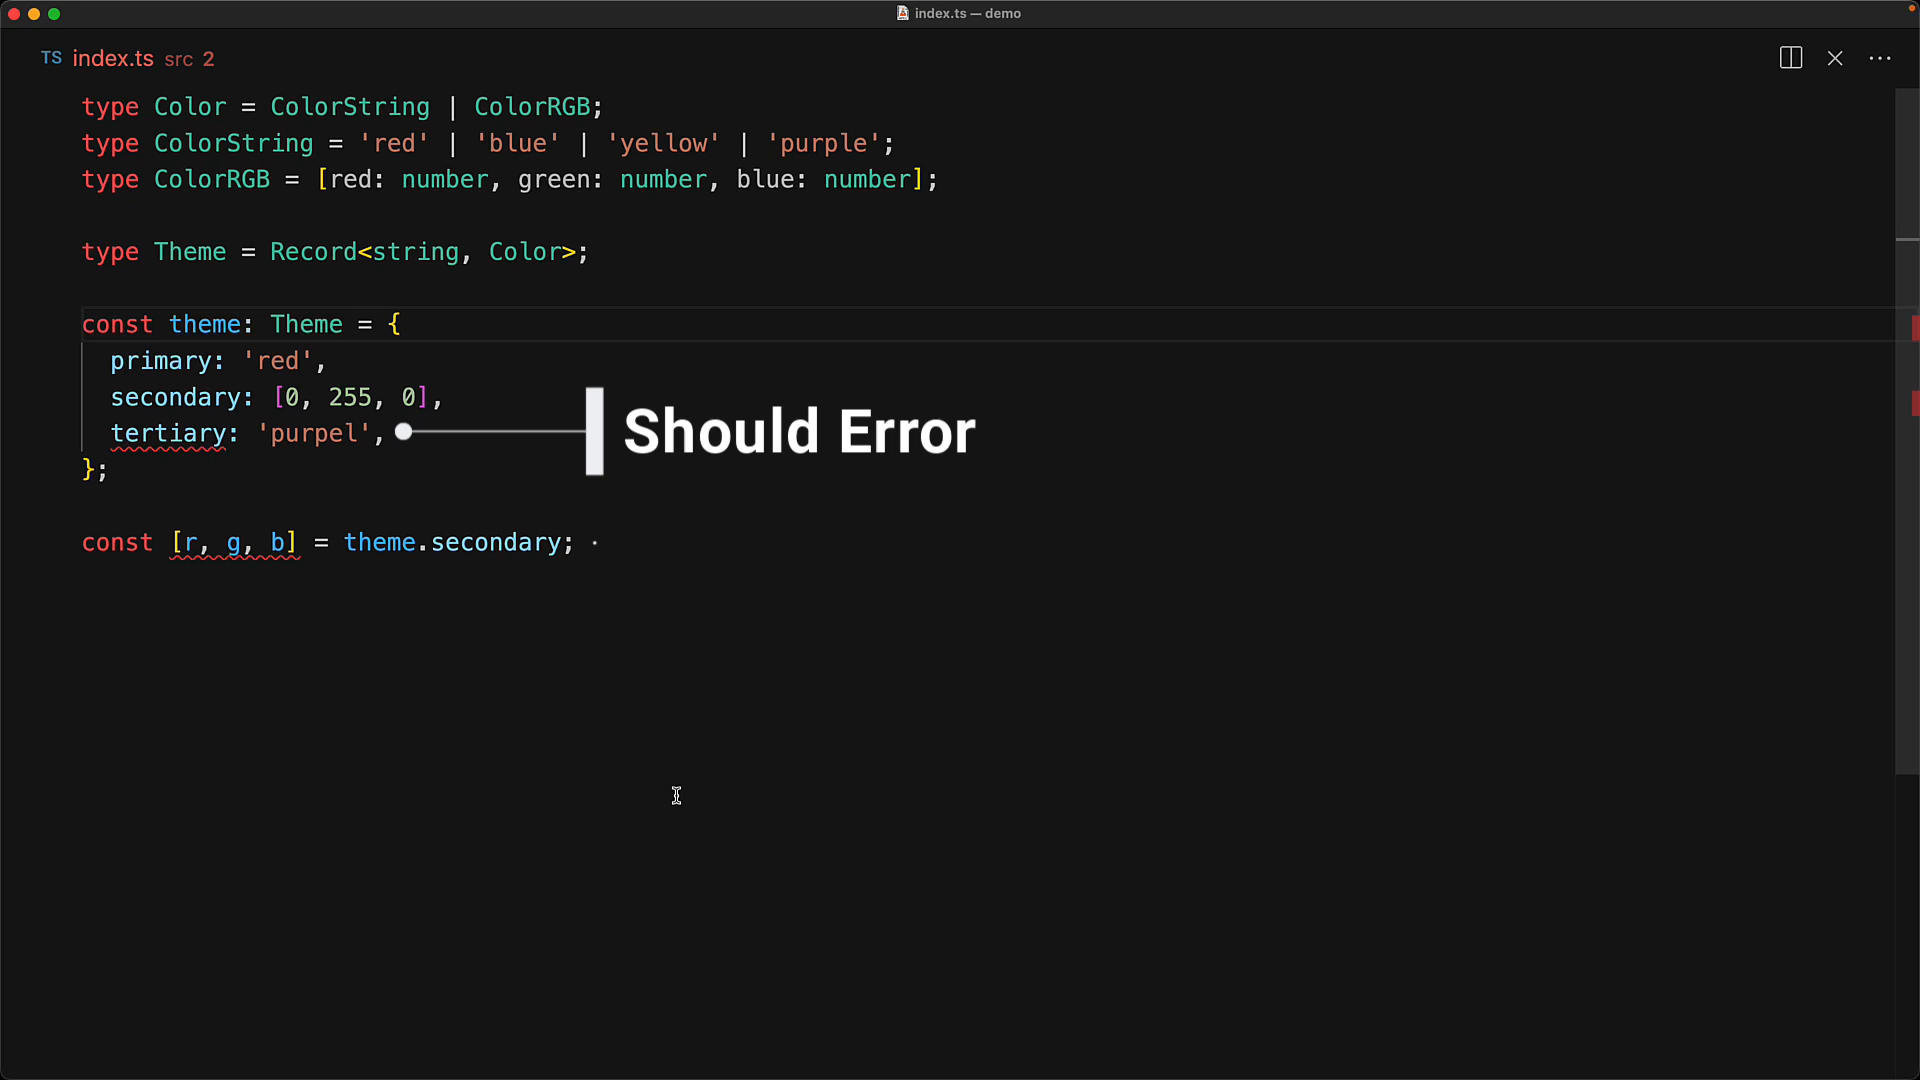 index.ts — demo
TS index.ts src 2
type Color = ColorString | ColorRGB;
type ColorString = 'red' | 'blue' | 'yellow' | 'purple';
type ColorRGB = [red: number, green: number, blue: number];
type Theme = Record<string, Color>;
const theme: Theme = {
primary: 'red',
secondary: [0, 255, 0],
tertiary: 'purpel',
Should Error
};
const [r, g, b] = theme.secondary;